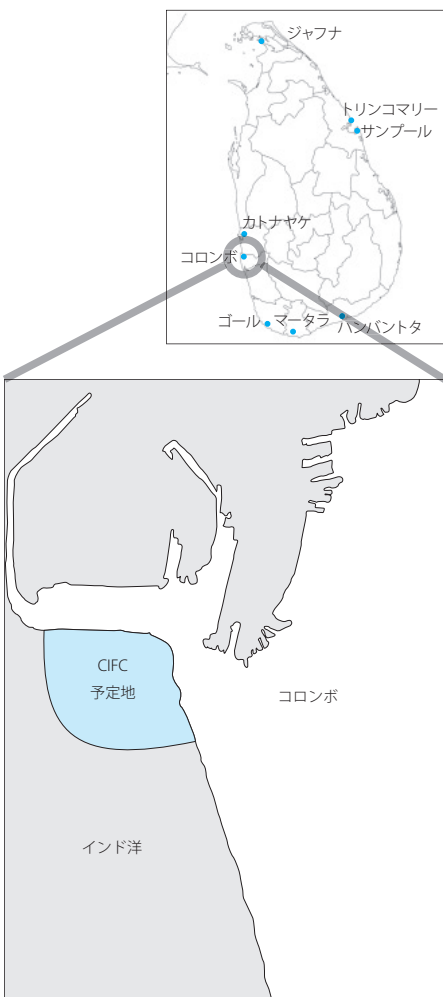 ジャフナ
トリンコマリー
サンプール
カトナヤケ
コロンボ
ゴール
マータラ
ハンバントタ
CIFC
予定地
コロンボ
インド洋